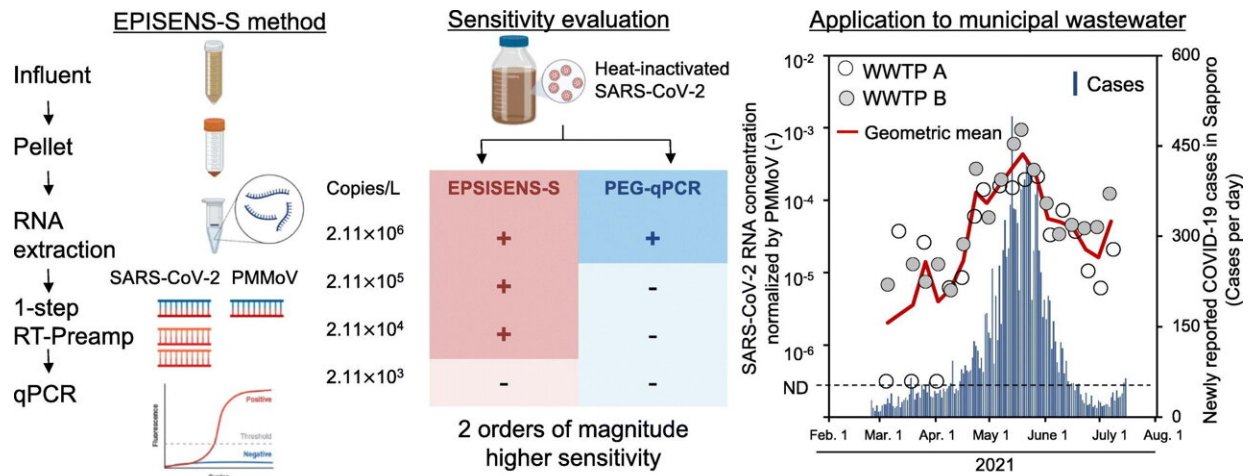 EPISENS-S method
Influent
Pellet
RNA
extraction
SARS-CoV-2 PMMoV
1-step
RT-Preamp
qPCR
Fluorescence
Positive
Threshold
Negative
Sensitivity evaluation
Heat-inactivated
SARS-CoV-2
Copies/L
EPSISENS-S PEG-qPCR
2.11×10⁶ + +
2.11×10⁵ + -
2.11×10⁴ + -
2.11×10³ - -
2 orders of magnitude
higher sensitivity
Application to municipal wastewater
SARS-CoV-2 RNA concentration
normalized by PMMoV (-)
10⁻²
10⁻³
10⁻⁴
10⁻⁵
10⁻⁶
ND
WWTP A
WWTP B
Geometric mean
Cases
600
450
300
150
0
Newly reported COVID-19 cases in Sapporo
(Cases per day)
Feb. 1 Mar. 1 Apr. 1 May 1 June 1 July 1 Aug. 1
2021